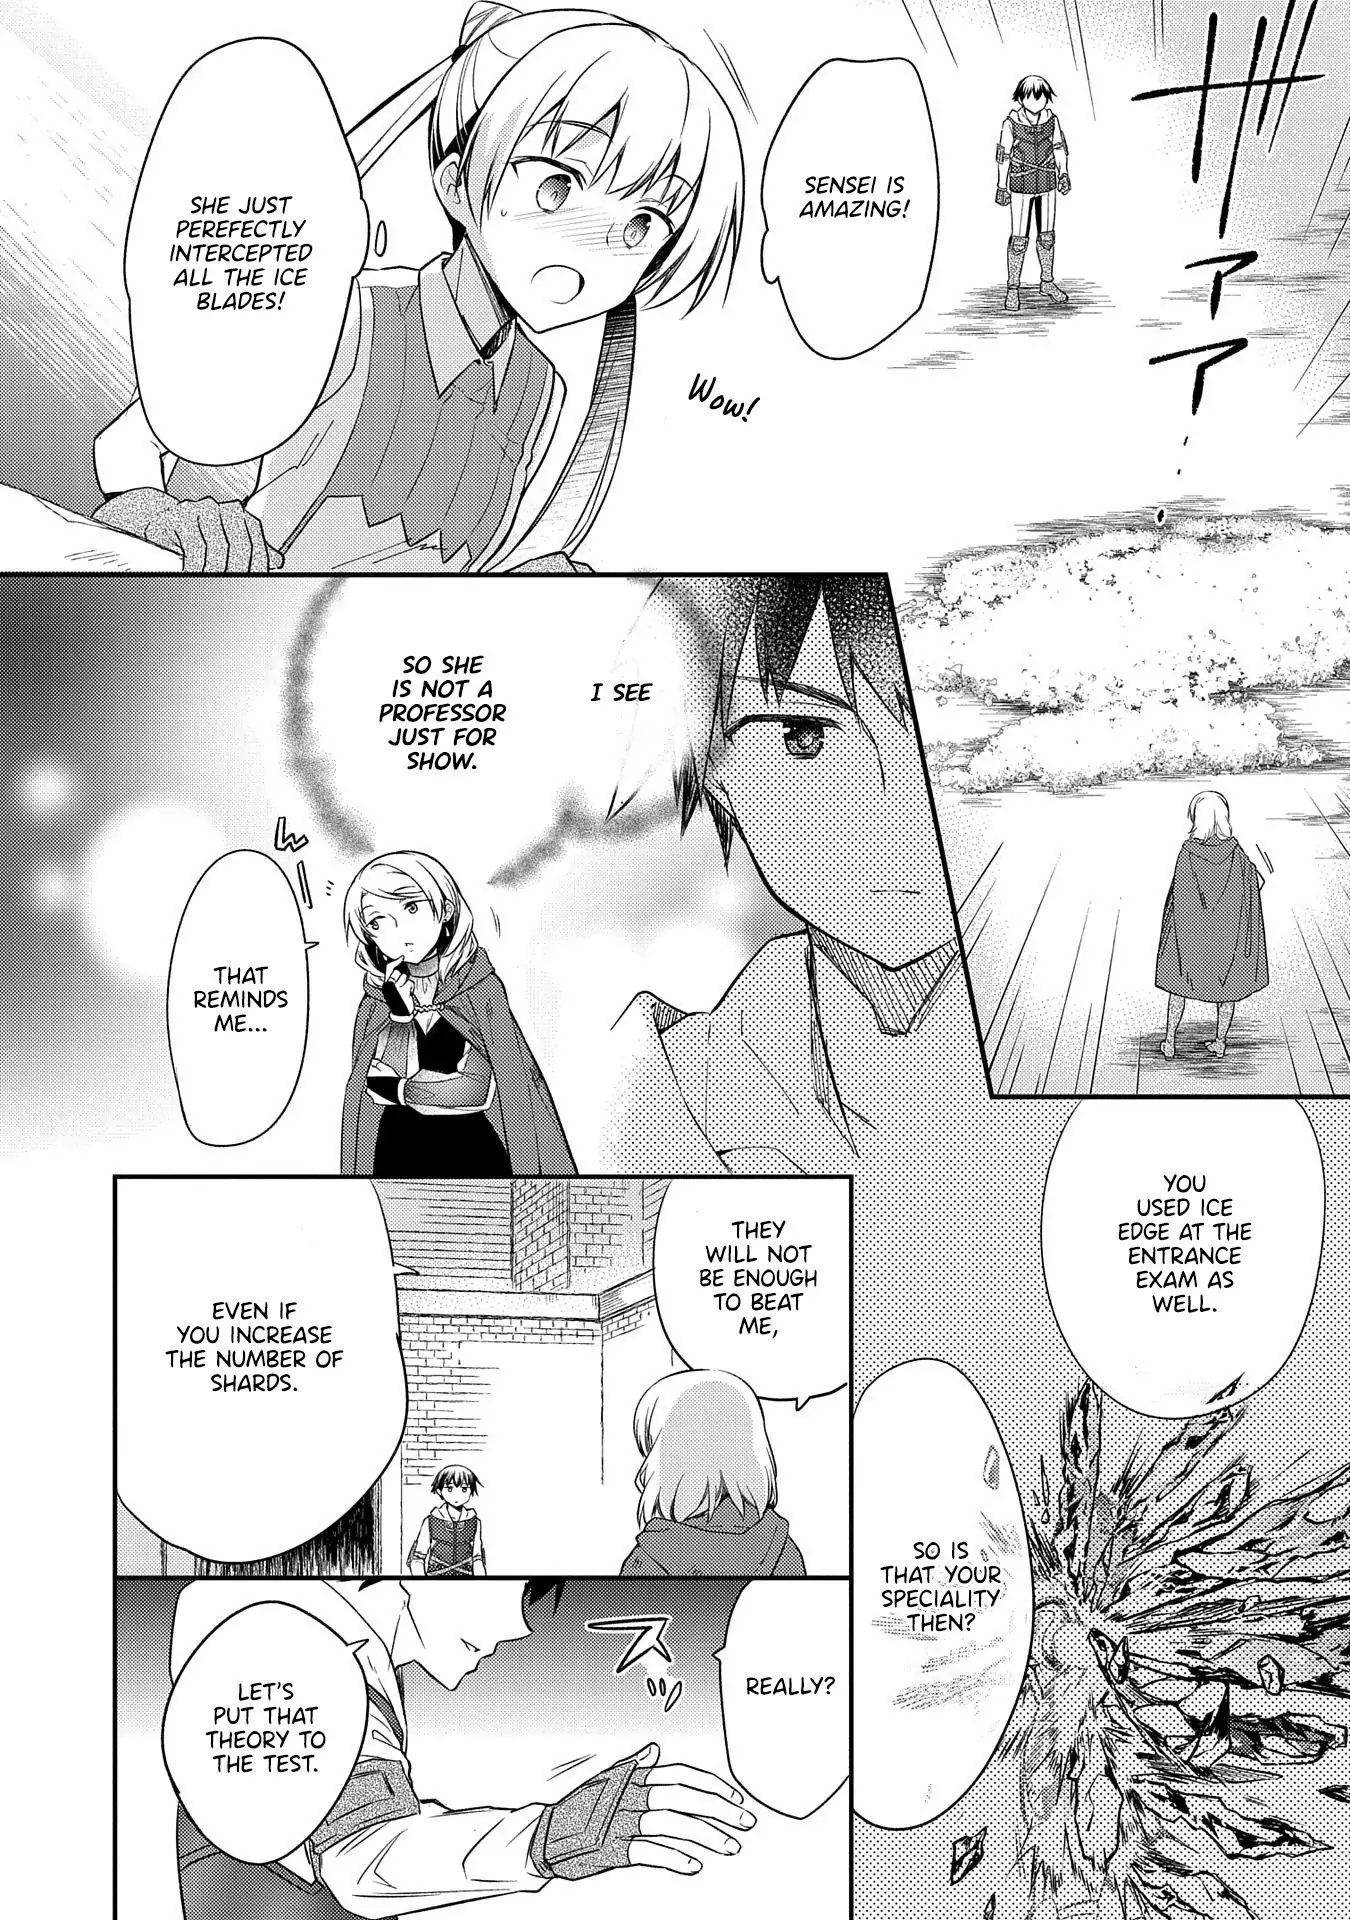 ザ
ァ
ァ
SENSEI IS
AMAZING!
SHE JUST
PEREFECTLY
INTERCEPTED
ALL THE ICE
BLADES!
Wow!
I SEE
SO SHE
IS NOT A
PROFESSOR
JUST FOR
SHOW.
THAT
REMINDS
ME...
YOU
USED ICE
EDGE AT THE
ENTRANCE
EXAM AS
WELL.
SO IS
THAT YOUR
SPECIALITY
THEN?
THEY
WILL NOT
BE ENOUGH
TO BEAT
ME,
EVEN IF
YOU INCREASE
THE NUMBER OF
SHARDS.
REALLY?
LET'S
PUT THAT
THEORY TO
THE TEST.